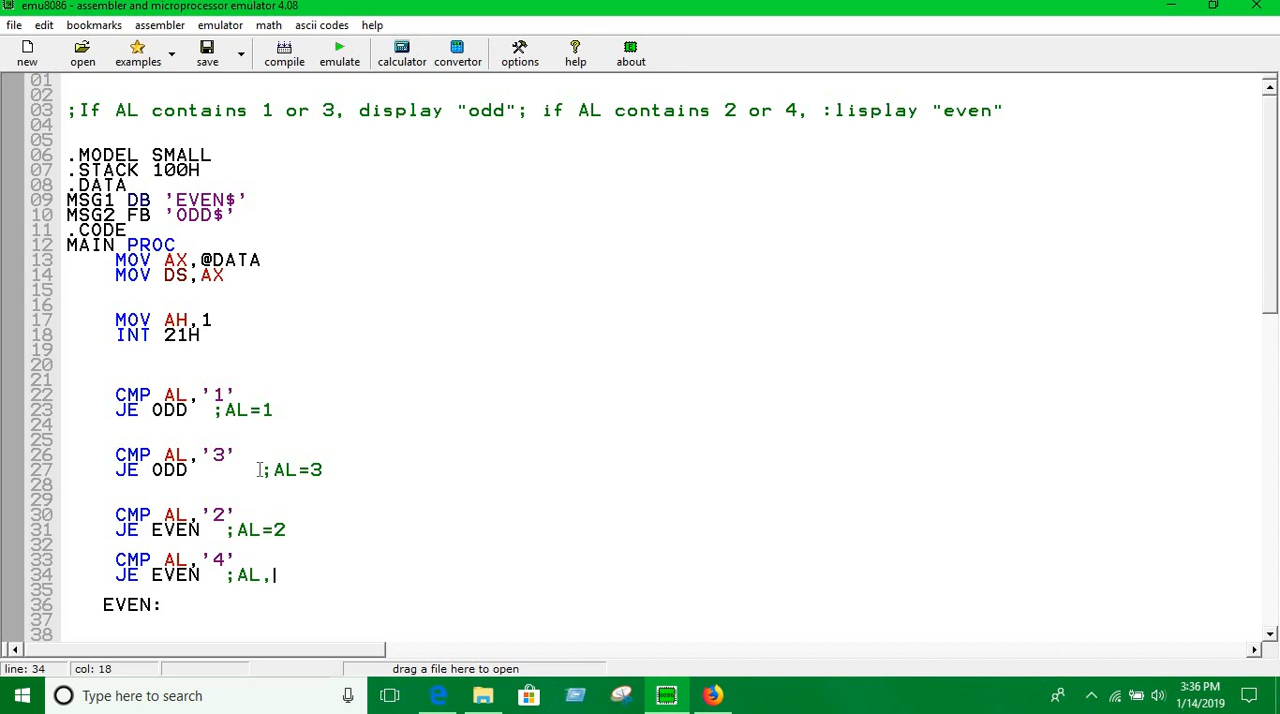 emu8086 - assembler and microprocessor emulator 4.08
file edit bookmarks assembler emulator math ascii codes help
new open examples save compile emulate calculator convertor options help about
01
02
03 ;If AL contains 1 or 3, display "odd"; if AL contains 2 or 4, :lisplay "even"
04
05
06 .MODEL SMALL
07 .STACK 100H
08 .DATA
09 MSG1 DB 'EVEN$'
10 MSG2 FB 'ODD$'
11 .CODE
12 MAIN PROC
13 MOV AX,@DATA
14 MOV DS,AX
15
16
17 MOV AH,1
18 INT 21H
19
20
21
22 CMP AL,'1'
23 JE ODD ;AL=1
24
25
26 CMP AL,'3'
27 JE ODD ;AL=3
28
29
30 CMP AL,'2'
31 JE EVEN ;AL=2
32
33 CMP AL,'4'
34 JE EVEN ;AL,
35
36 EVEN:
37
38
line: 34 col: 18 drag a file here to open
Type here to search
3:36 PM
1/14/2019